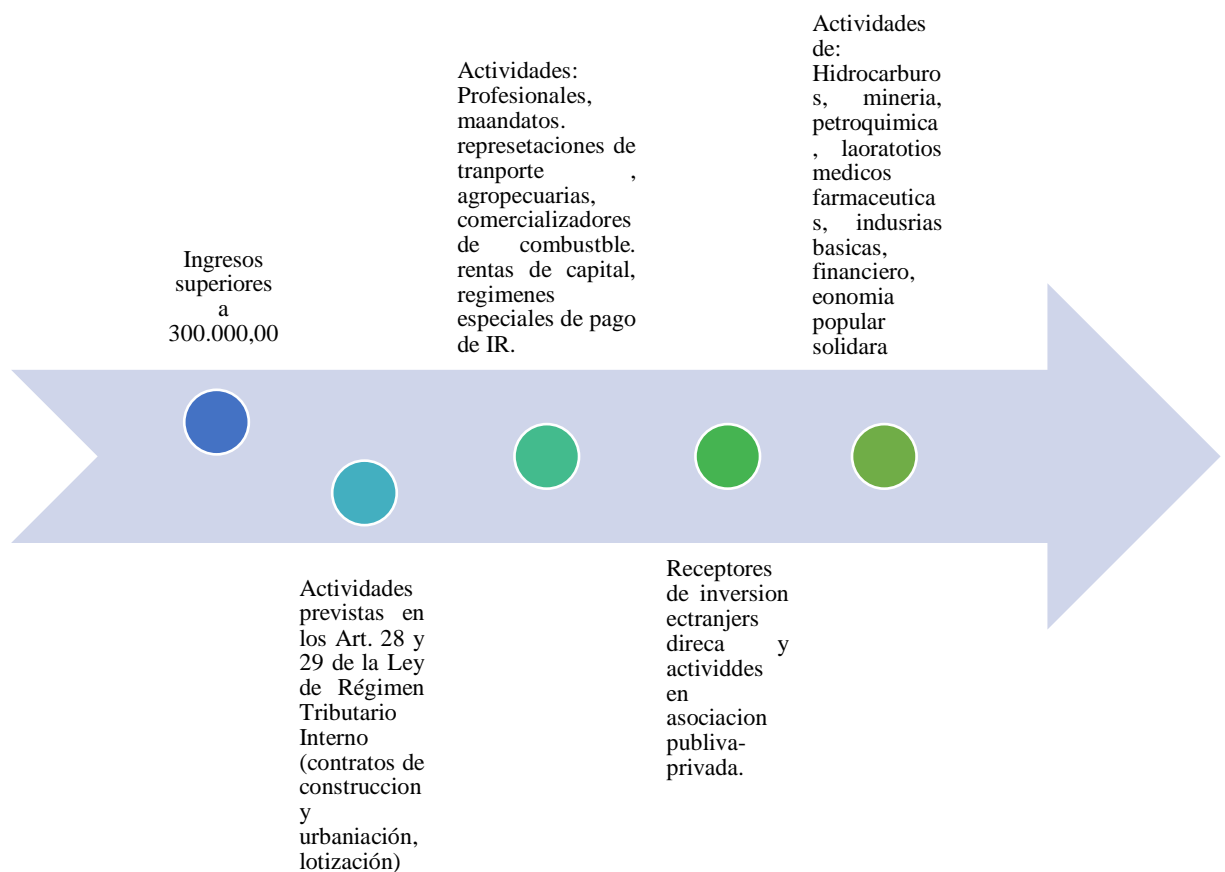 Ingresos
superiores
a
300.000,00
Actividades
previstas en
los Art. 28 y
29 de la Ley
de Régimen
Tributario
Interno
(contratos de
construccion
y
urbaniación,
lotización)
Actividades:
Profesionales,
maandatos.
represetaciones de
tranporte ,
agropecuarias,
comercializadores
de combustble.
rentas de capital,
regimenes
especiales de pago
de IR.
Receptores
de inversion
ectranjers
direca y
actividdes
en
asociacion
publiva-
privada.
Actividades
de:
Hidrocarburo
s, mineria,
petroquimica
, laoratotios
medicos
farmaceutica
s, indusrias
basicas,
financiero,
eonomia
popular
solidara